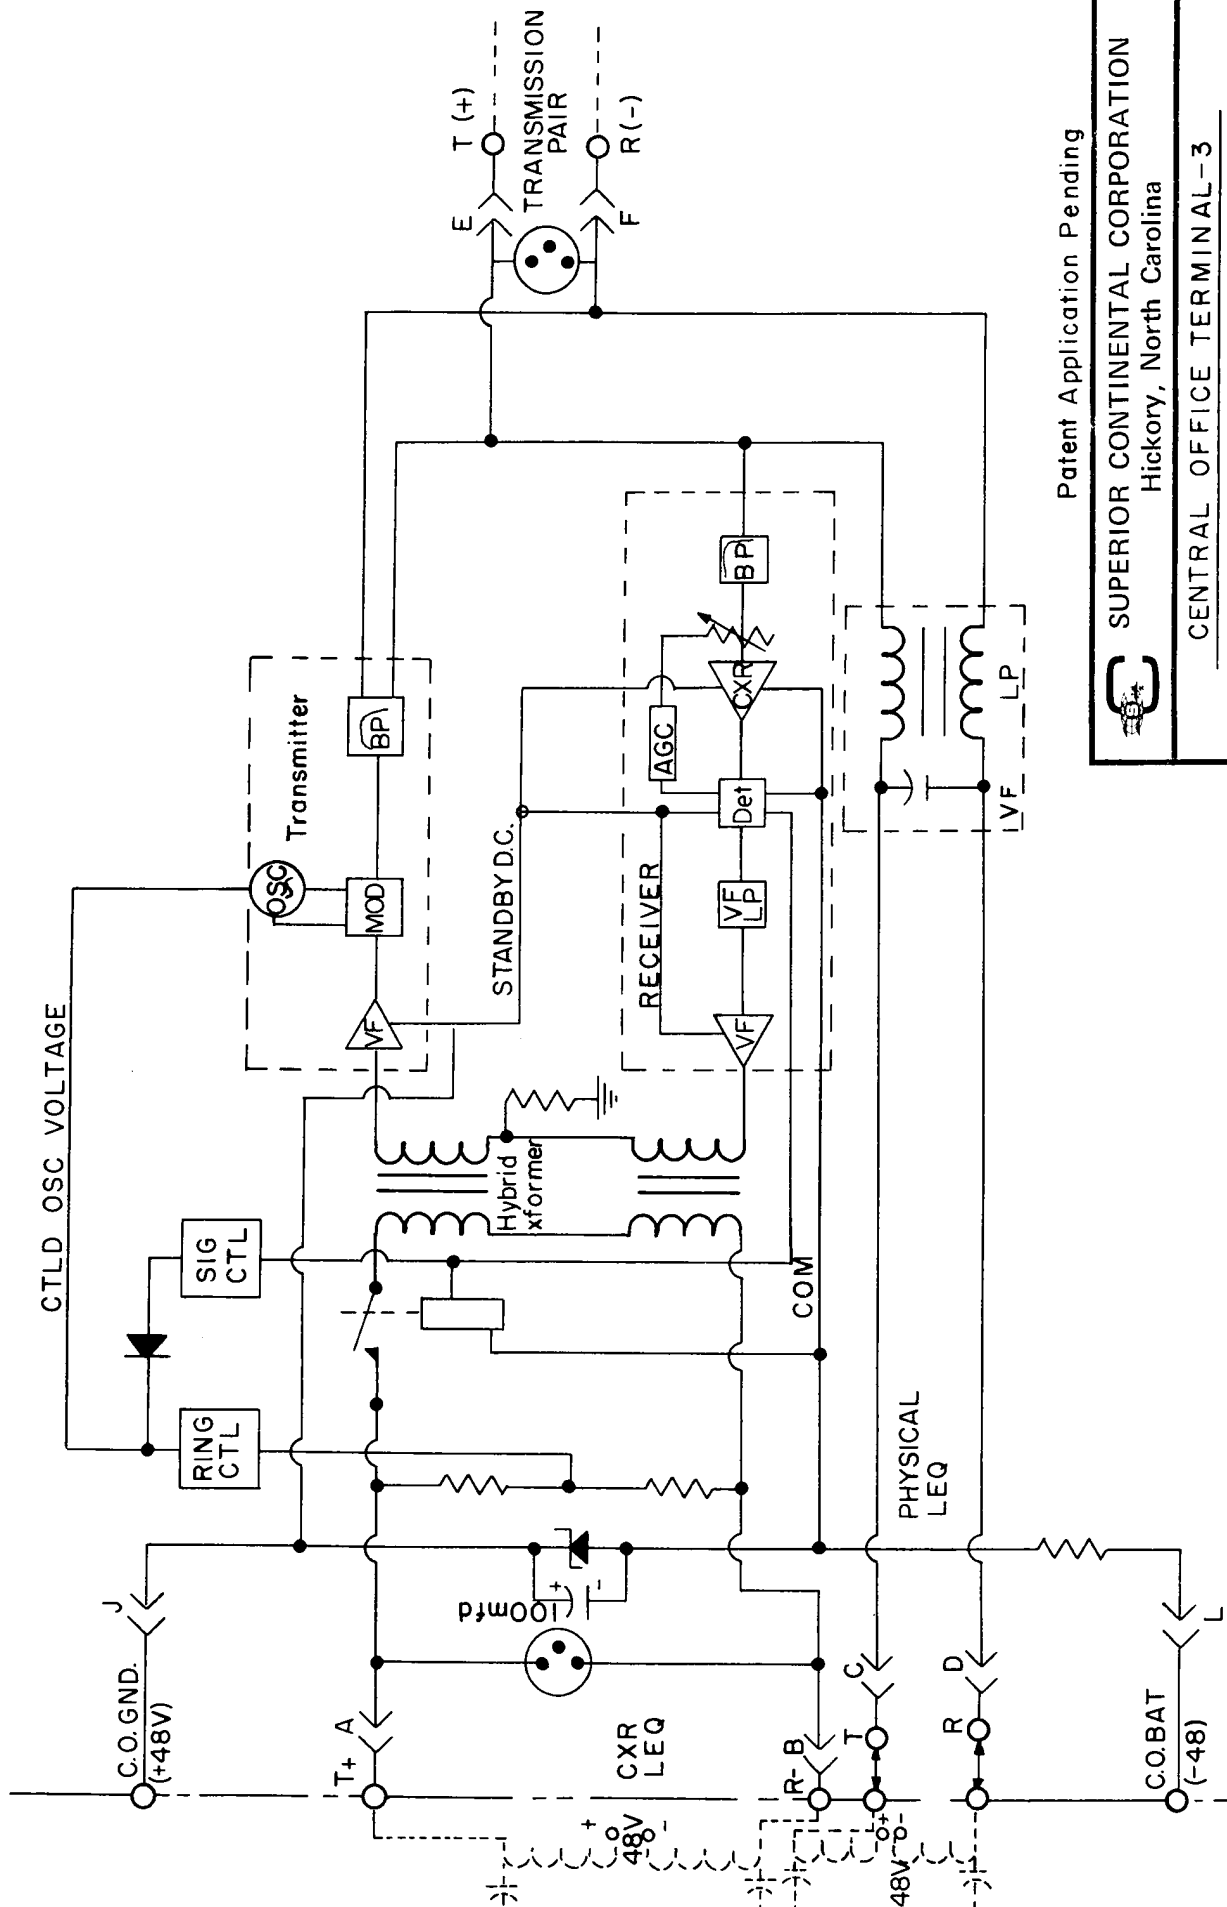 C.O. GND.
(+48V)
J
CTLD OSC VOLTAGE
RING
CTL
SIG
CTL
OSC
Transmitter
VF
MOD
BP
T+
A
E
T (+)
TRANSMISSION
PAIR
F
R(-)
STANDBY D.C.
Hybrid
xformer
100mfd
+
-
CXR
LEQ
RECEIVER
AGC
VF
VF
LP
Det
CXR
BP
COM
R-
B
+
48V
-
T
C
PHYSICAL
LEQ
VF
LP
R
D
+
48V
-
C.O.BAT
(-48)
L
Patent Application Pending
SUPERIOR CONTINENTAL CORPORATION
Hickory, North Carolina
CENTRAL OFFICE TERMINAL-3